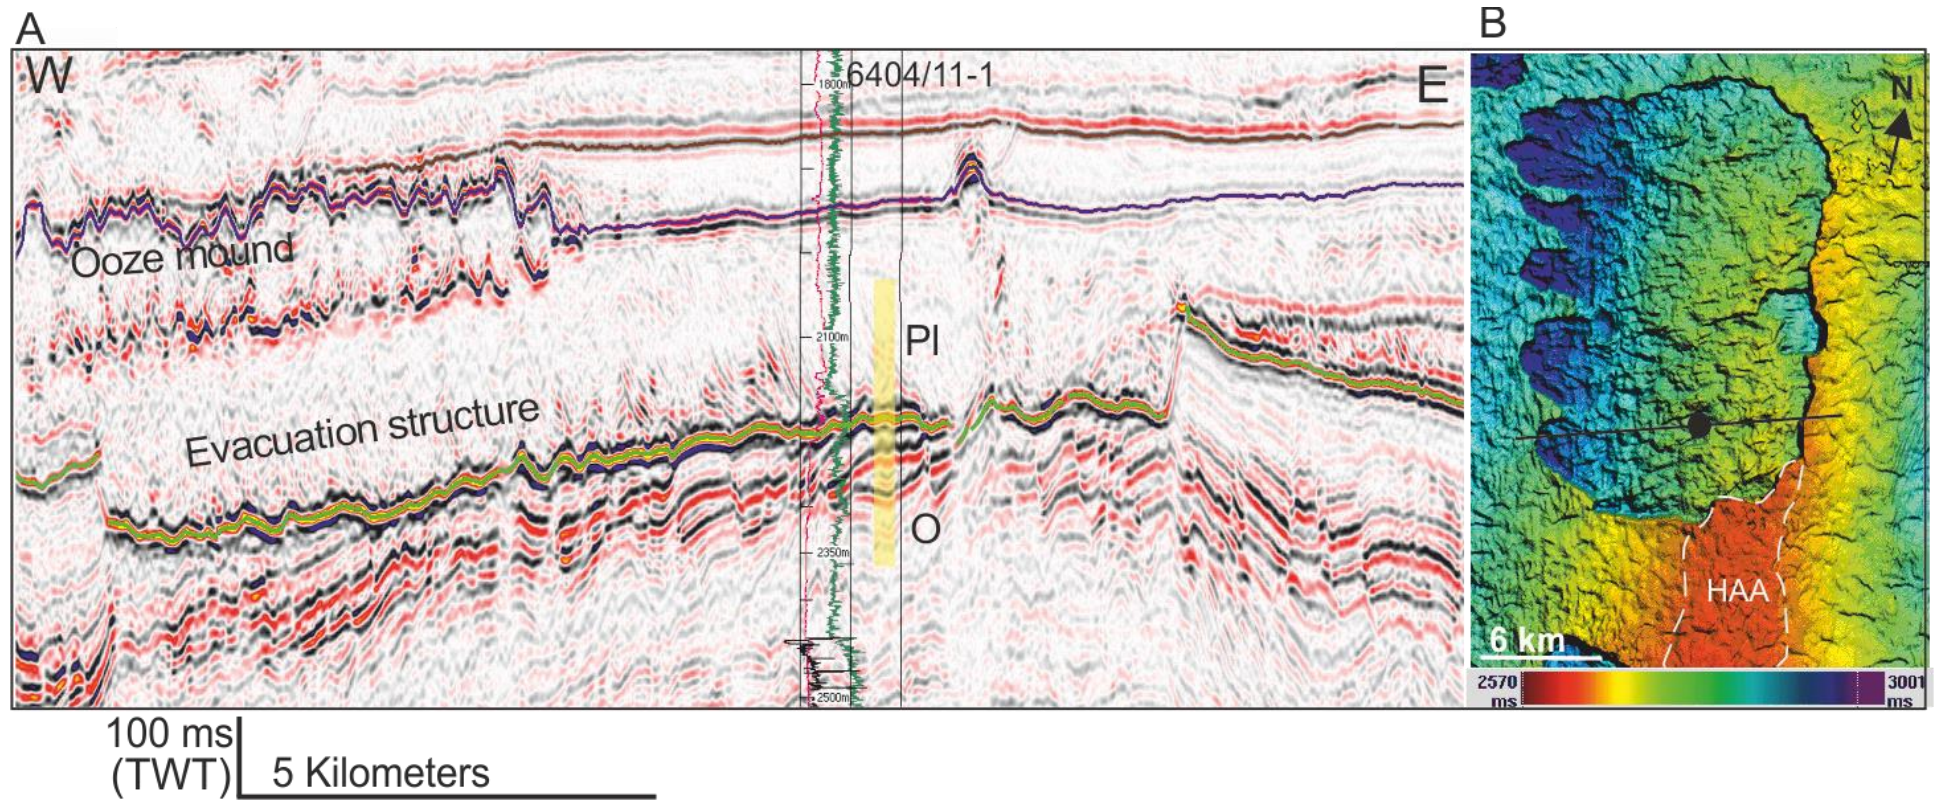 A
B
W
6404/11-1
E
1800m
N
Ooze mound
2100m
Pl
Evacuation structure
O
2350m
HAA
6 km
2500m
2570
ms
3001
ms
100 ms
(TWT)
5 Kilometers